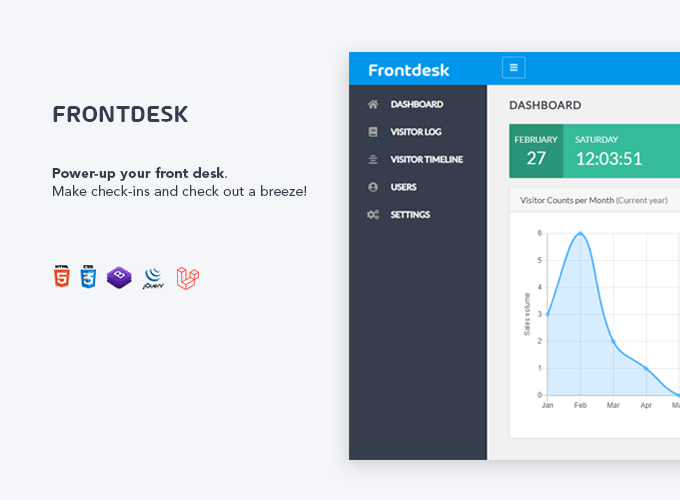 FRONTDESK
Power-up your front desk.
Make check-ins and check out a breeze!
HTML
5
CSS
3
B
jQuery
Frontdesk
DASHBOARD
VISITOR LOG
VISITOR TIMELINE
USERS
SETTINGS
DASHBOARD
FEBRUARY
27
SATURDAY
12:03:51
Visitor Counts per Month (Current year)
Sales volume
6
5
4
3
2
1
0
Jan
Feb
Mar
Apr